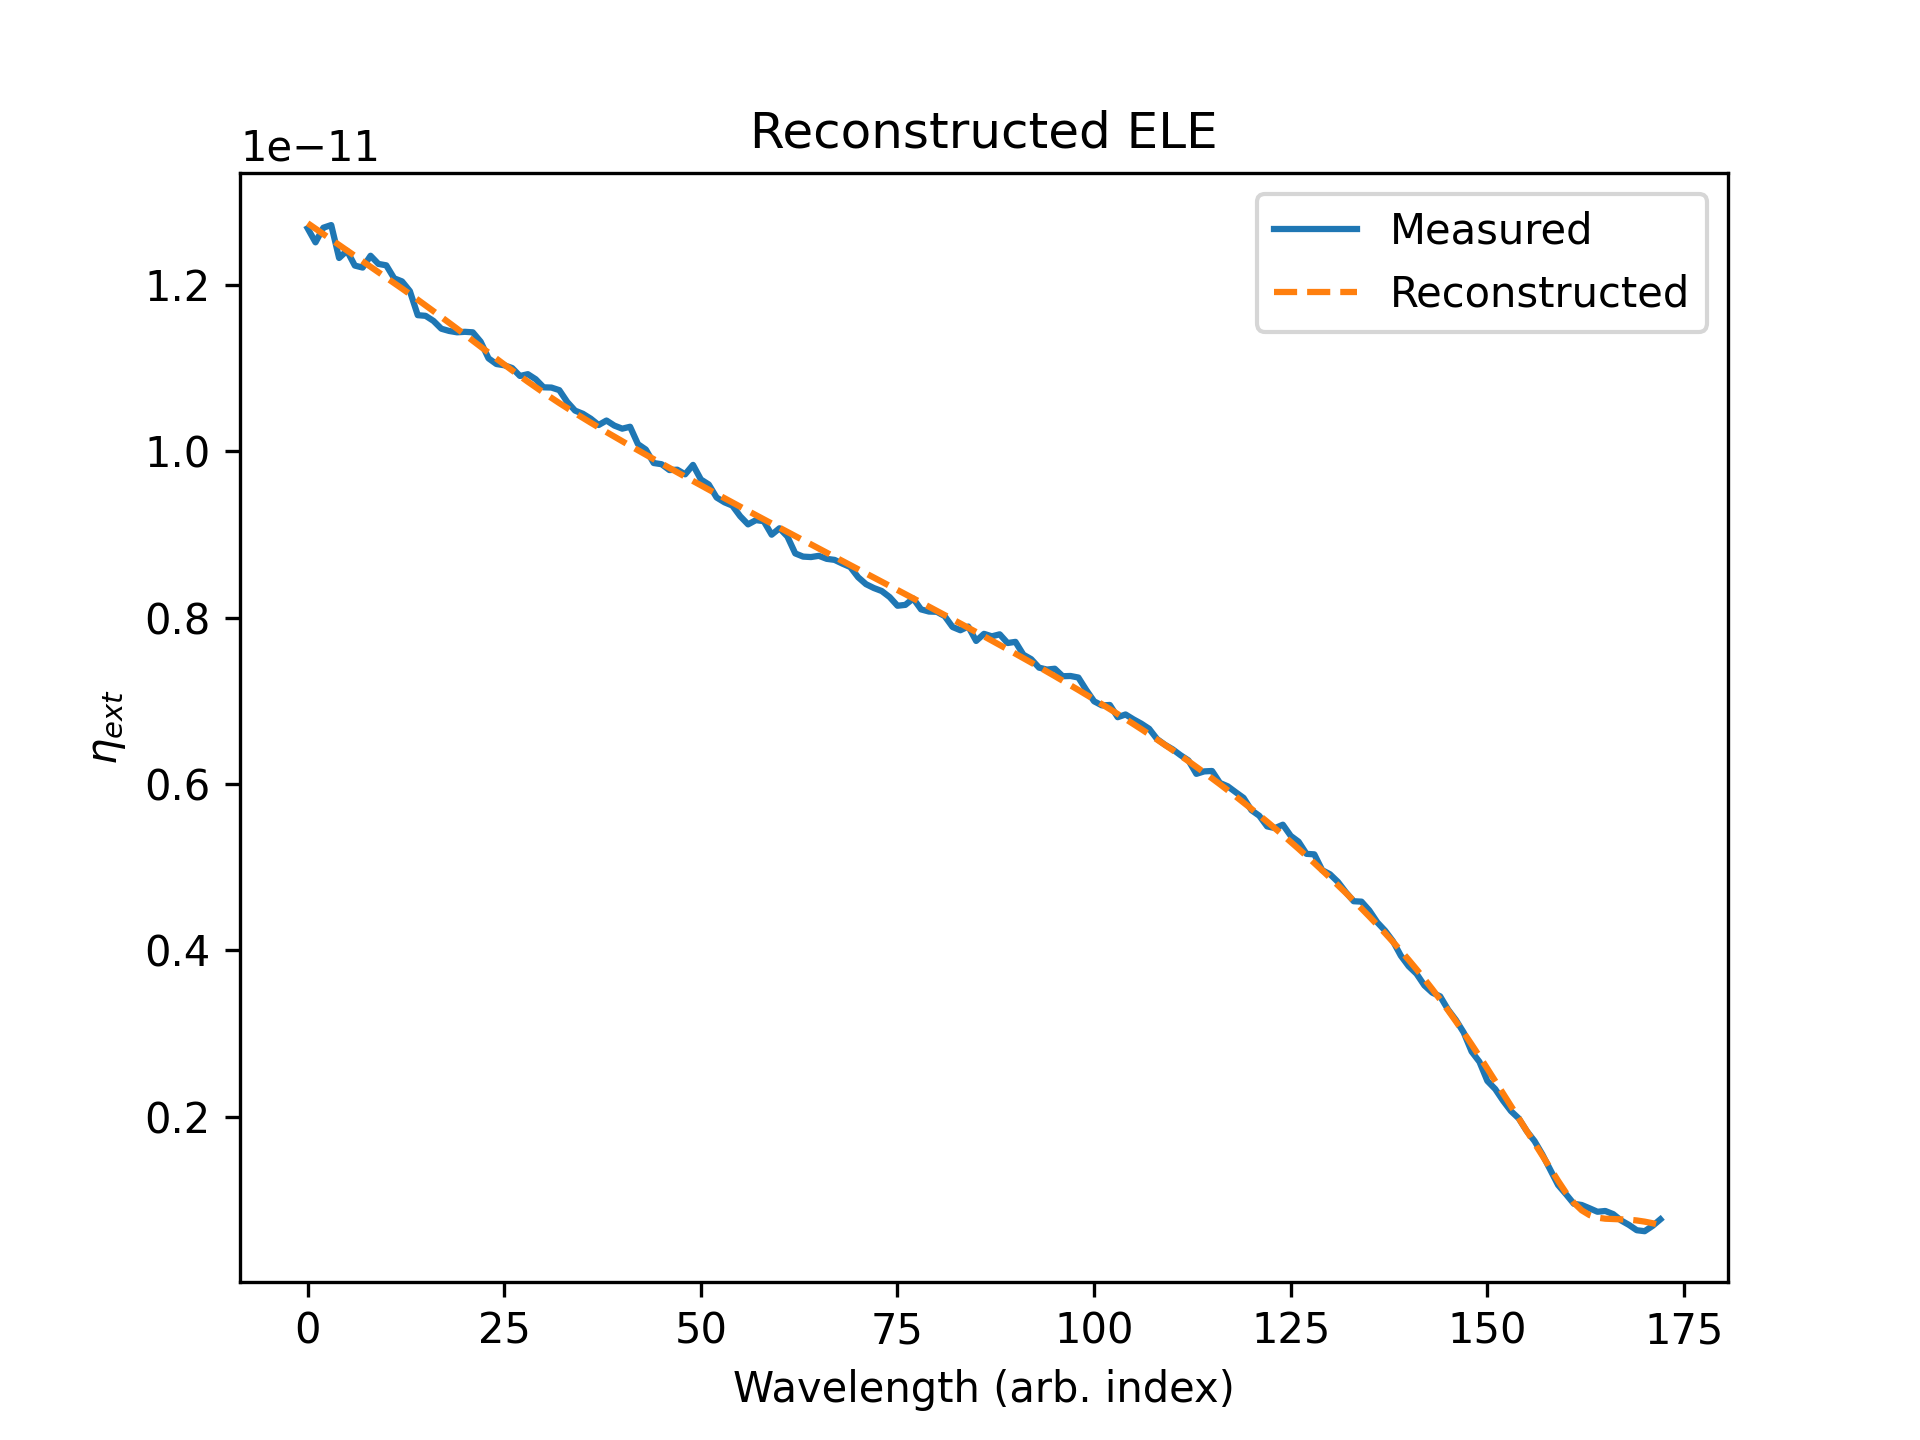 Reconstructed ELE
1e−11
Measured
Reconstructed
1.2
1.0
0.8
0.6
0.4
0.2
η_ext
0 25 50 75 100 125 150 175
Wavelength (arb. index)